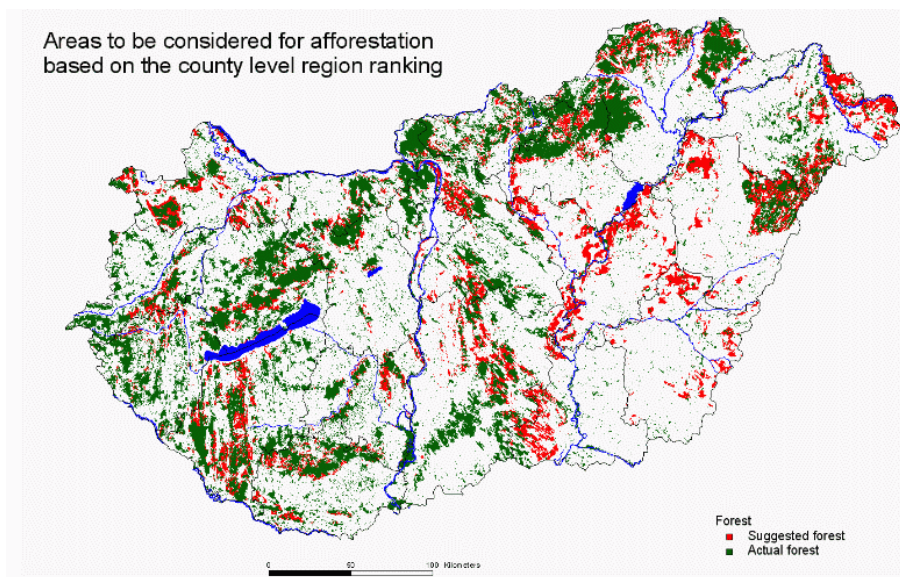 Areas to be considered for afforestation
based on the county level region ranking
Forest
Suggested forest
Actual forest
0 50 100 Kilometers